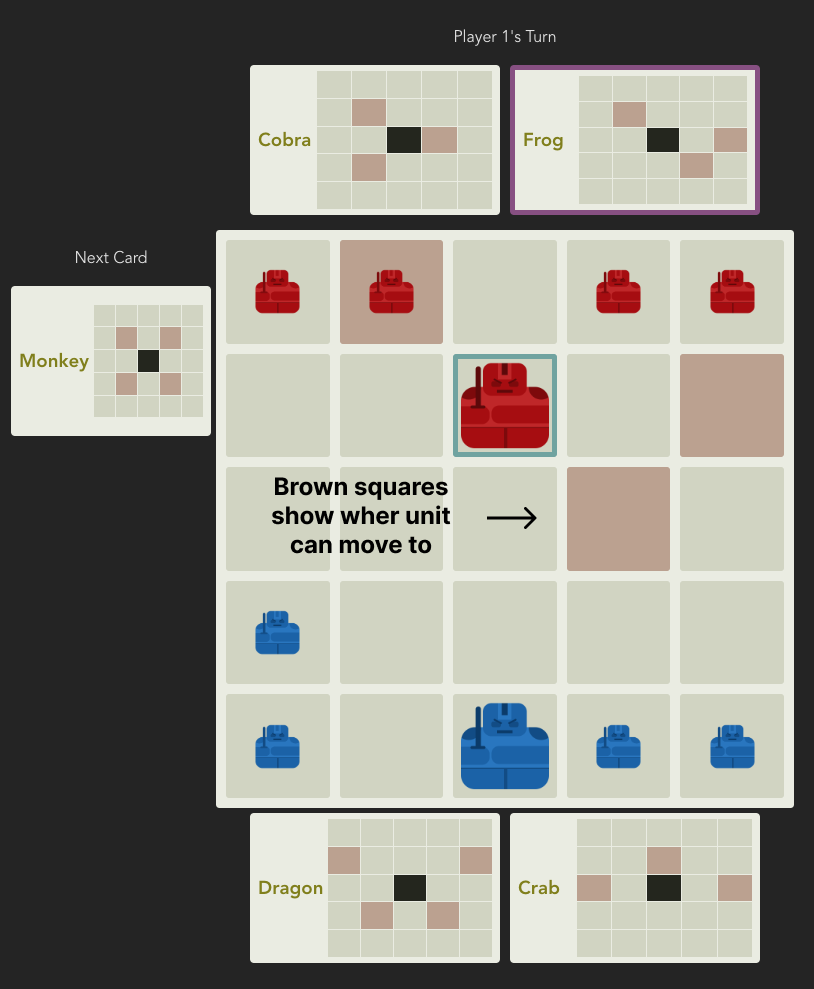 Player 1's Turn
Cobra
Frog
Next Card
Monkey
Brown squares
show wher unit
can move to
Dragon
Crab